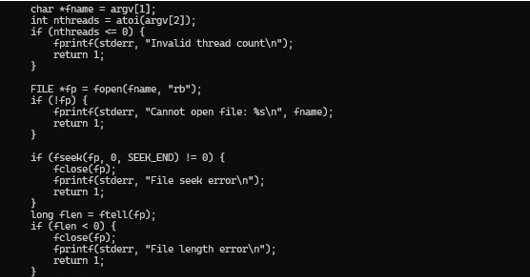 char *fname = argv[1];
int nthreads = atoi(argv[2]);
if (nthreads <= 0) {
    fprintf(stderr, "Invalid thread count\n");
    return 1;
}

FILE *fp = fopen(fname, "rb");
if (!fp) {
    fprintf(stderr, "Cannot open file: %s\n", fname);
    return 1;
}

if (fseek(fp, 0, SEEK_END) != 0) {
    fclose(fp);
    fprintf(stderr, "File seek error\n");
    return 1;
}
long flen = ftell(fp);
if (flen < 0) {
    fclose(fp);
    fprintf(stderr, "File length error\n");
    return 1;
}